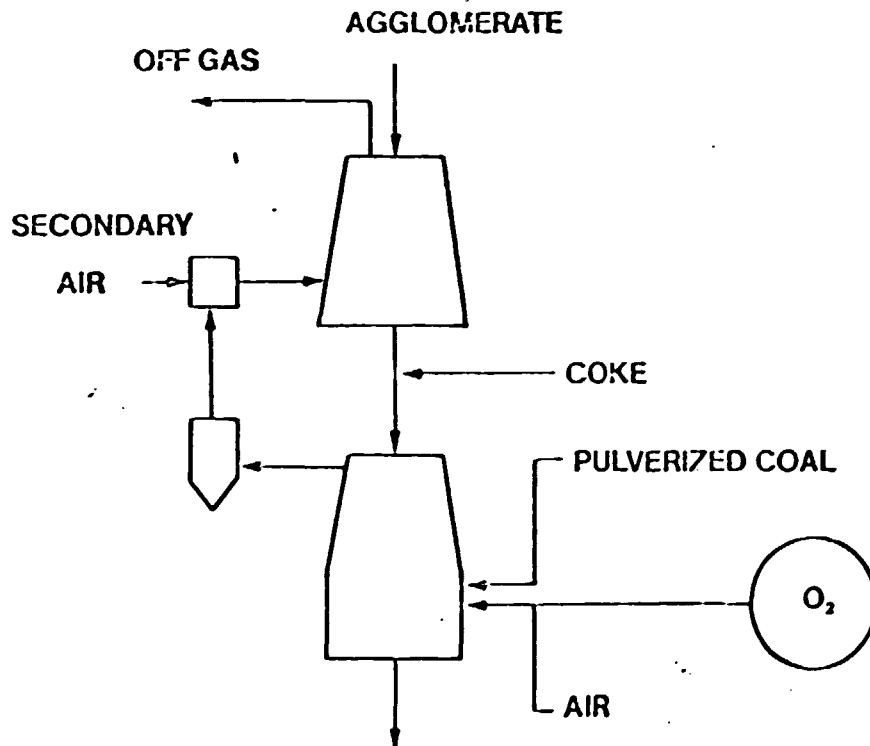 AGGLOMERATE
OFF GAS
SECONDARY
AIR
COKE
PULVERIZED COAL
O₂
AIR